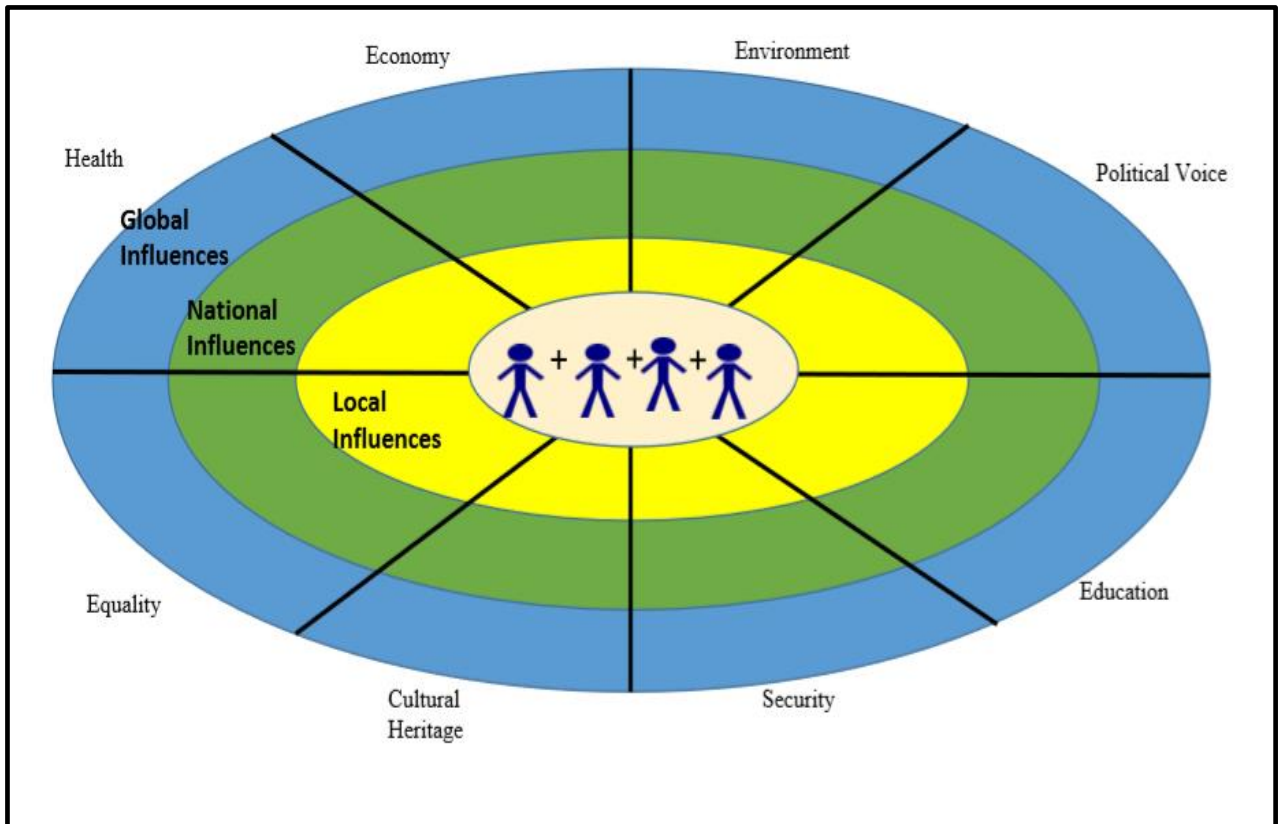 Economy
Environment
Health
Political Voice
Global
Influences
National
Influences
+ + +
Local
Influences
Equality
Education
Cultural
Heritage
Security